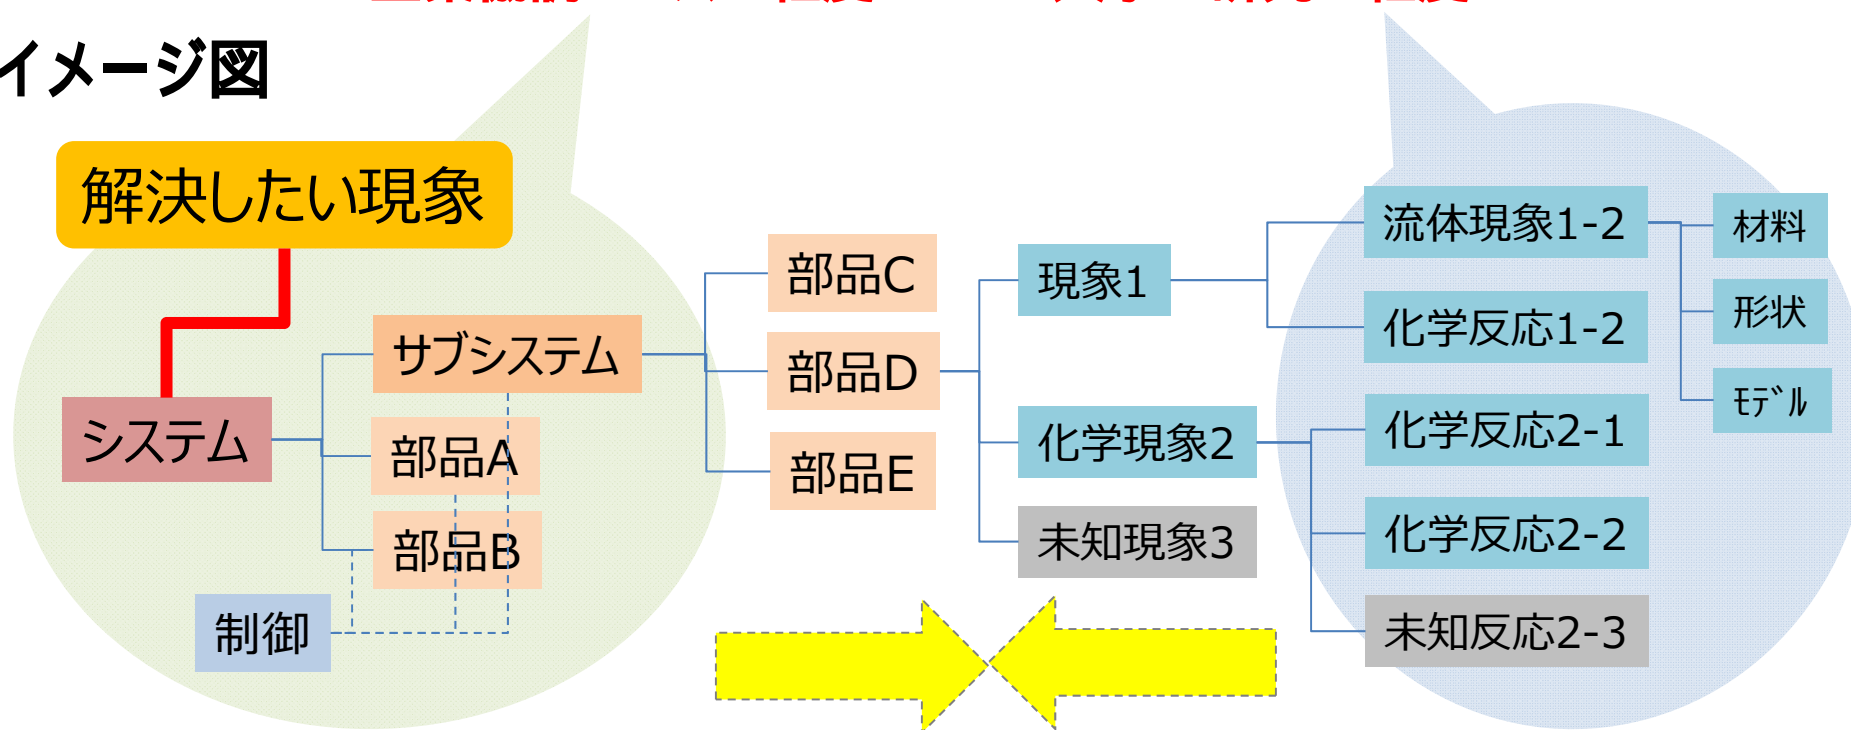 イメージ図
解決したい現象
システム
サブシステム
部品A
部品B
制御
部品C
部品D
部品E
現象1
化学現象2
未知現象3
流体現象1-2
化学反応1-2
化学反応2-1
化学反応2-2
未知反応2-3
材料
形状
ﾓﾃﾞﾙ